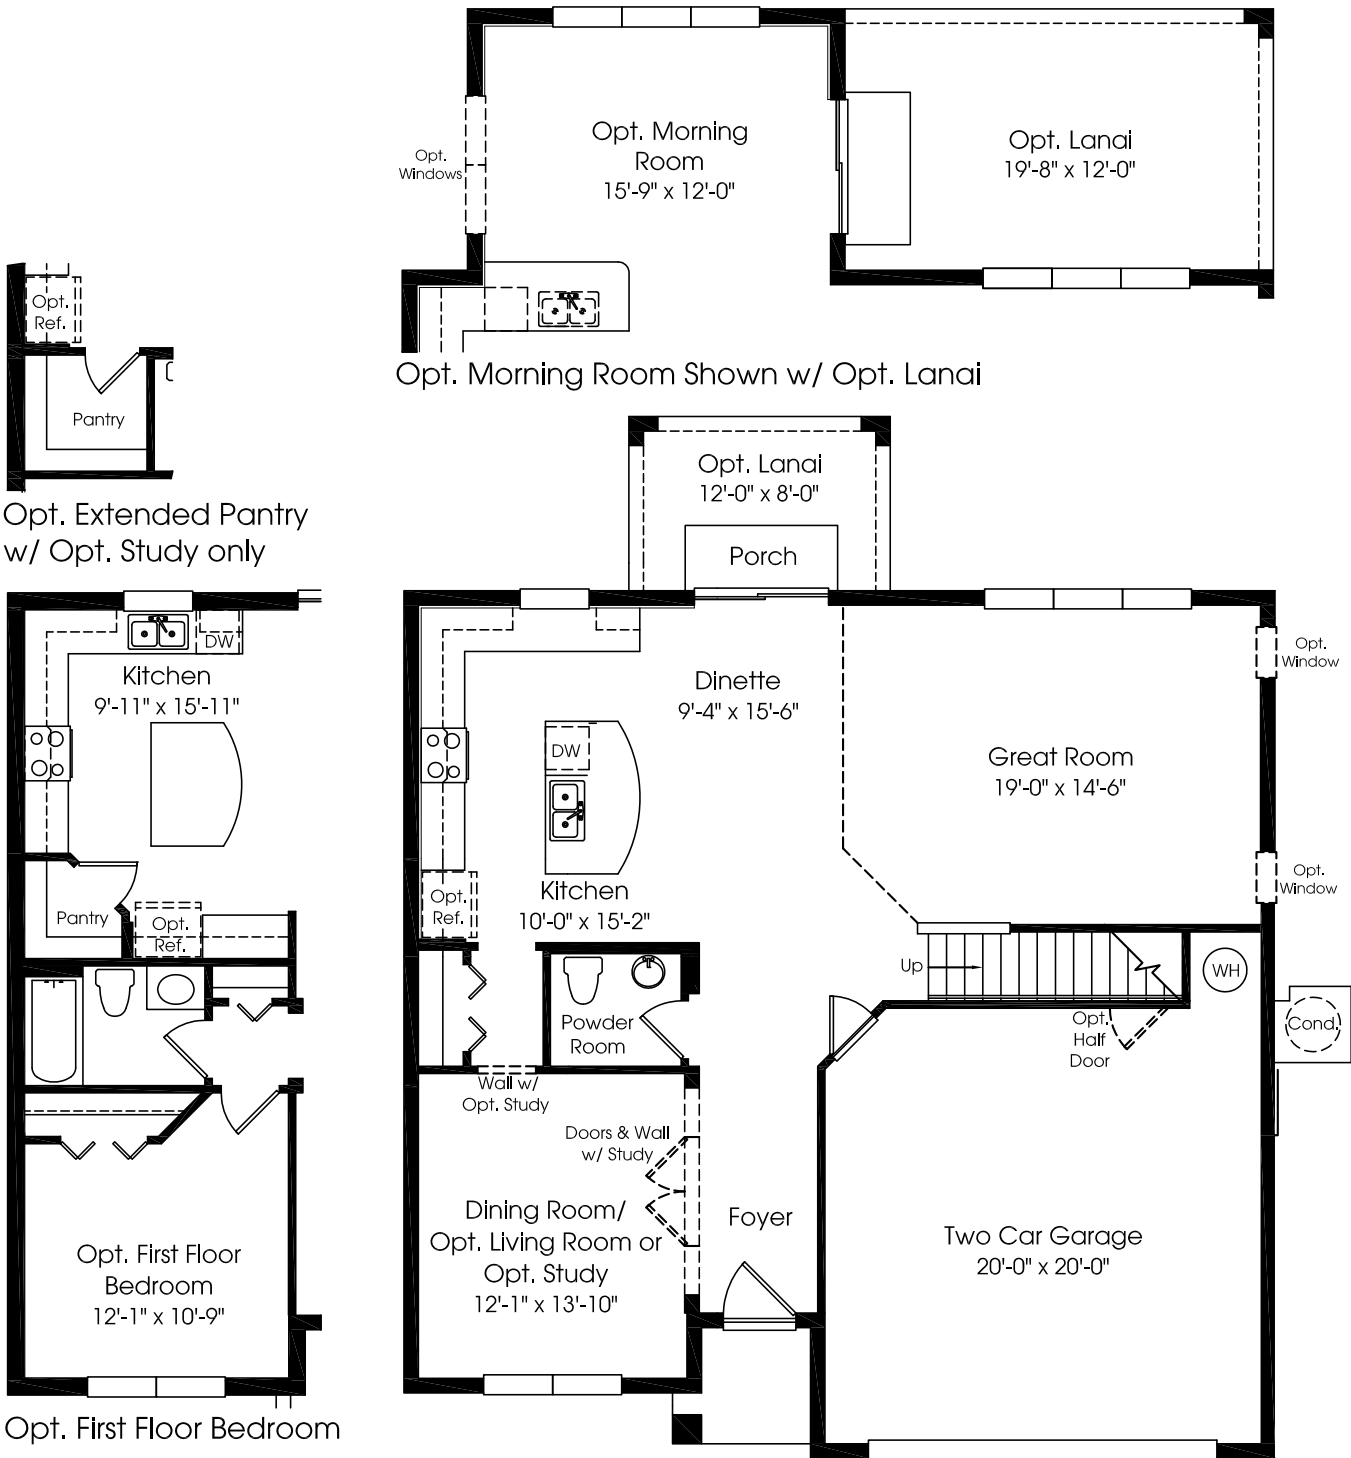 Opt. Morning
Room
15'-9" x 12'-0"
Opt. Lanai
19'-8" x 12'-0"
Opt.
Windows
Opt. Morning Room Shown w/ Opt. Lanai
Opt.
Ref.
Pantry
Opt. Extended Pantry
w/ Opt. Study only
DW
Kitchen
9'-11" x 15'-11"
Pantry
Opt.
Ref.
Opt. First Floor
Bedroom
12'-1" x 10'-9"
Opt. First Floor Bedroom
Opt. Lanai
12'-0" x 8'-0"
Porch
Dinette
9'-4" x 15'-6"
DW
Great Room
19'-0" x 14'-6"
Opt.
Window
Opt.
Window
Opt.
Ref.
Kitchen
10'-0" x 15'-2"
Up
WH
Cond.
Powder
Room
Opt.
Half
Door
Wall w/
Opt. Study
Doors & Wall
w/ Study
Dining Room/
Opt. Living Room or
Opt. Study
12'-1" x 13'-10"
Foyer
Two Car Garage
20'-0" x 20'-0"